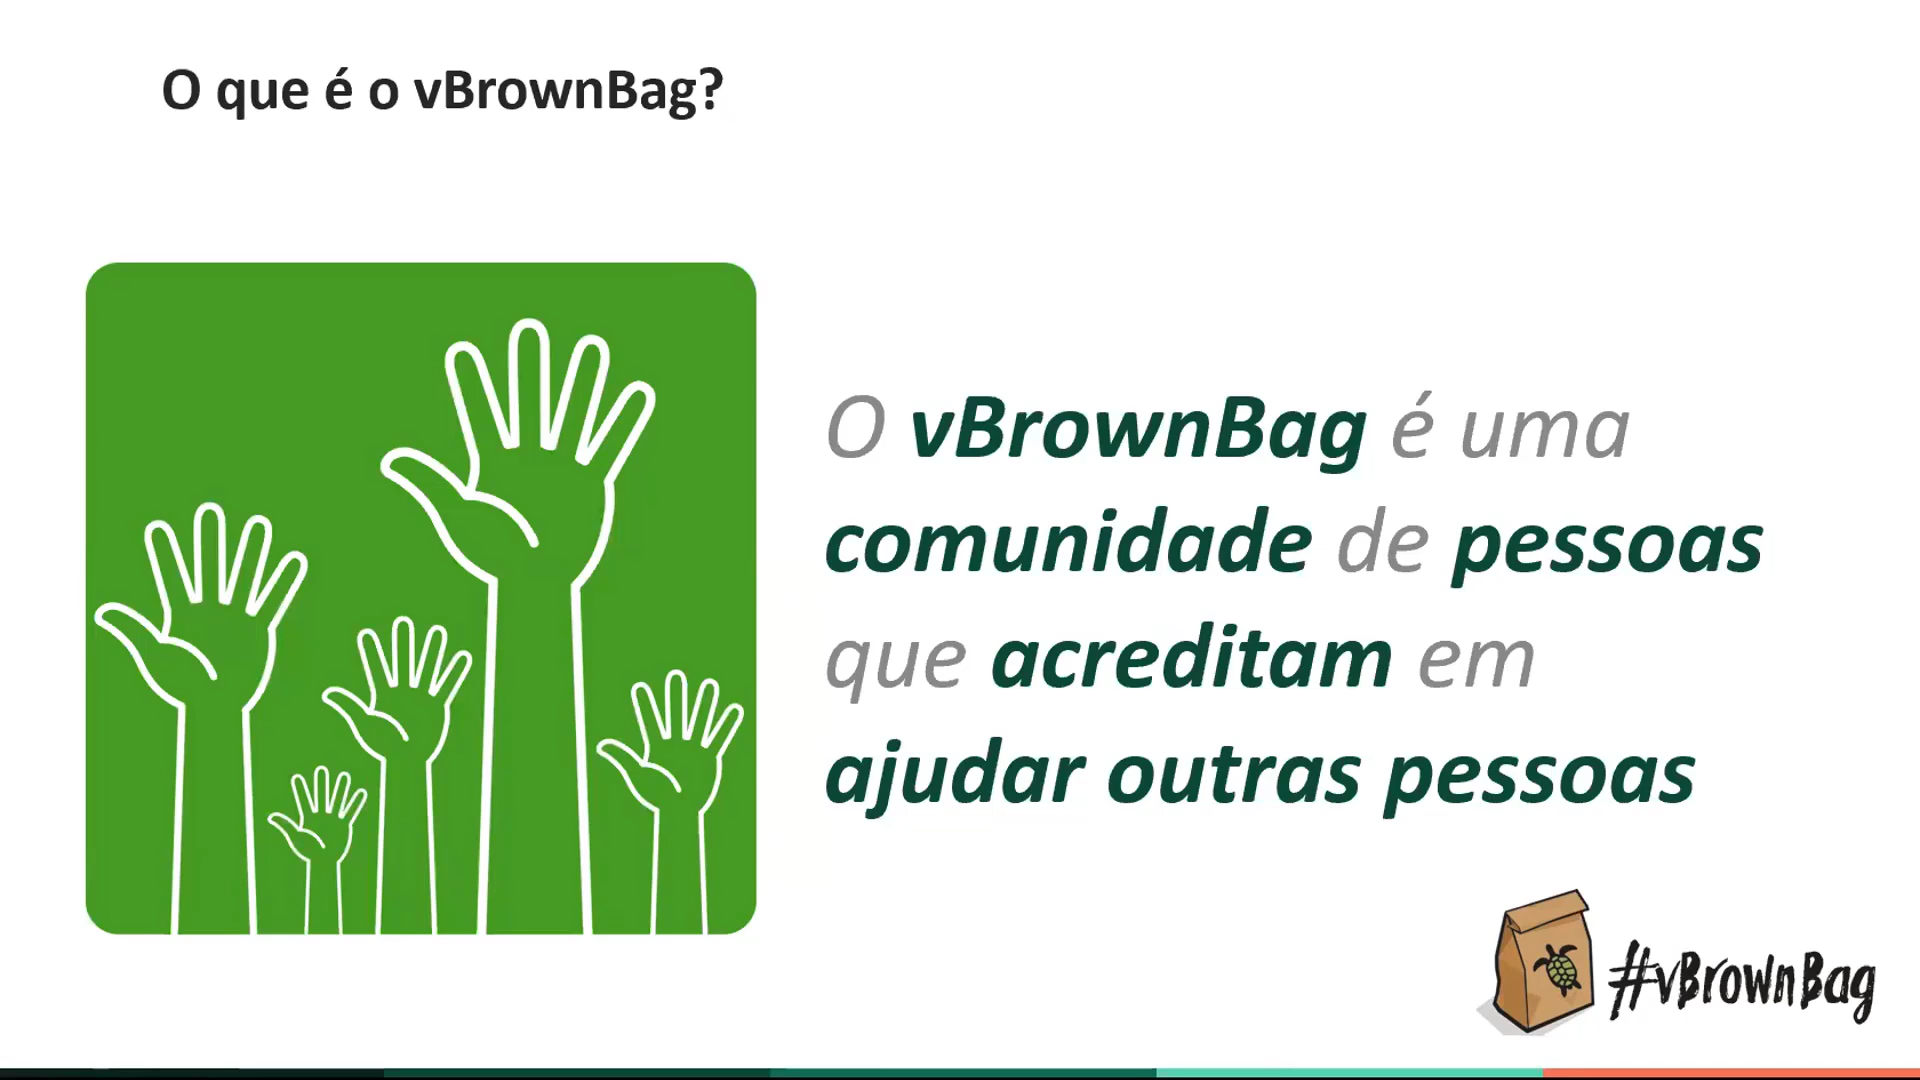 O que é o vBrownBag?
O vBrownBag é uma
comunidade de pessoas
que acreditam em
ajudar outras pessoas
#vBrownBag